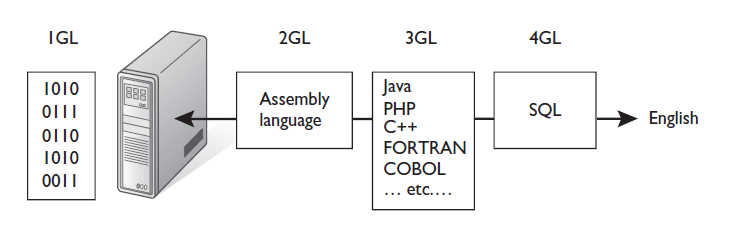 1GL
2GL
3GL
4GL
1010
0111
0110
1010
0011
Assembly
language
Java
PHP
C++
FORTRAN
COBOL
... etc....
SQL
English